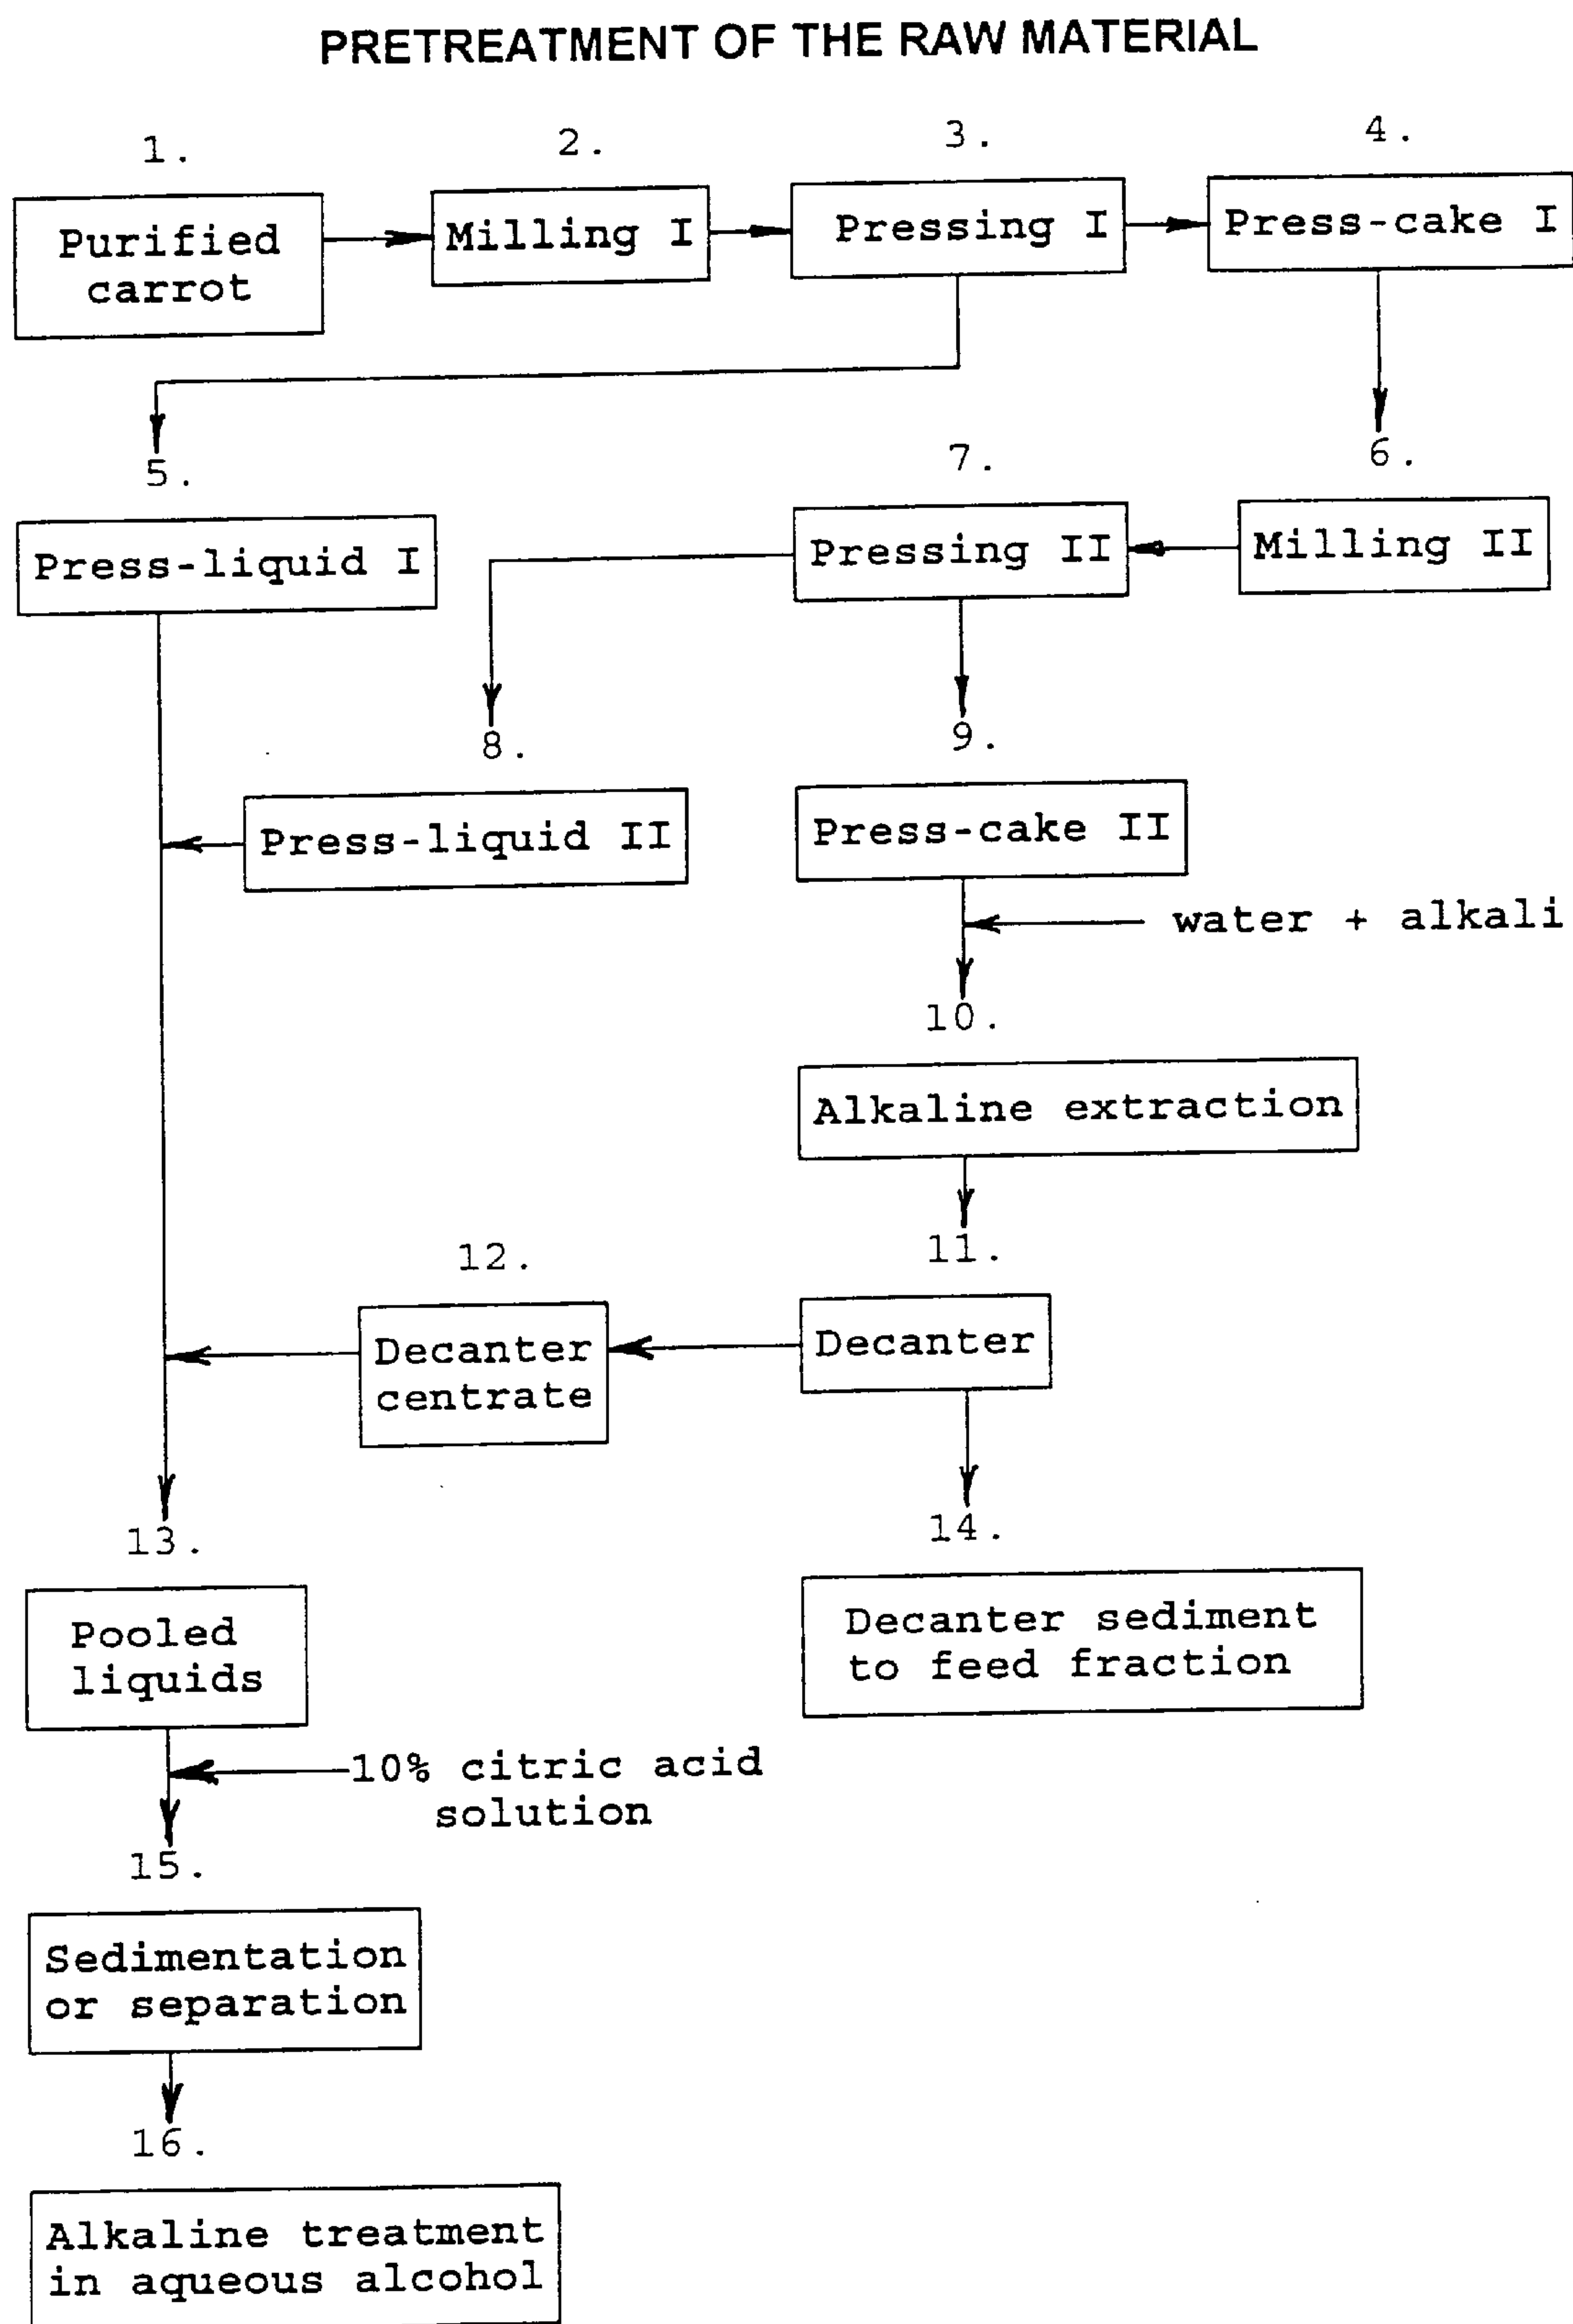 PRETREATMENT OF THE RAW MATERIAL
1.
2.
3.
4.
Purified
carrot
Milling I
Pressing I
Press-cake I
5.
7.
6.
Press-liquid I
Pressing II
Milling II
8.
9.
Press-liquid II
Press-cake II
water + alkali
10.
Alkaline extraction
12.
11.
Decanter
centrate
Decanter
13.
14.
Pooled
liquids
Decanter sediment
to feed fraction
10% citric acid
solution
15.
Sedimentation
or separation
16.
Alkaline treatment
in aqueous alcohol